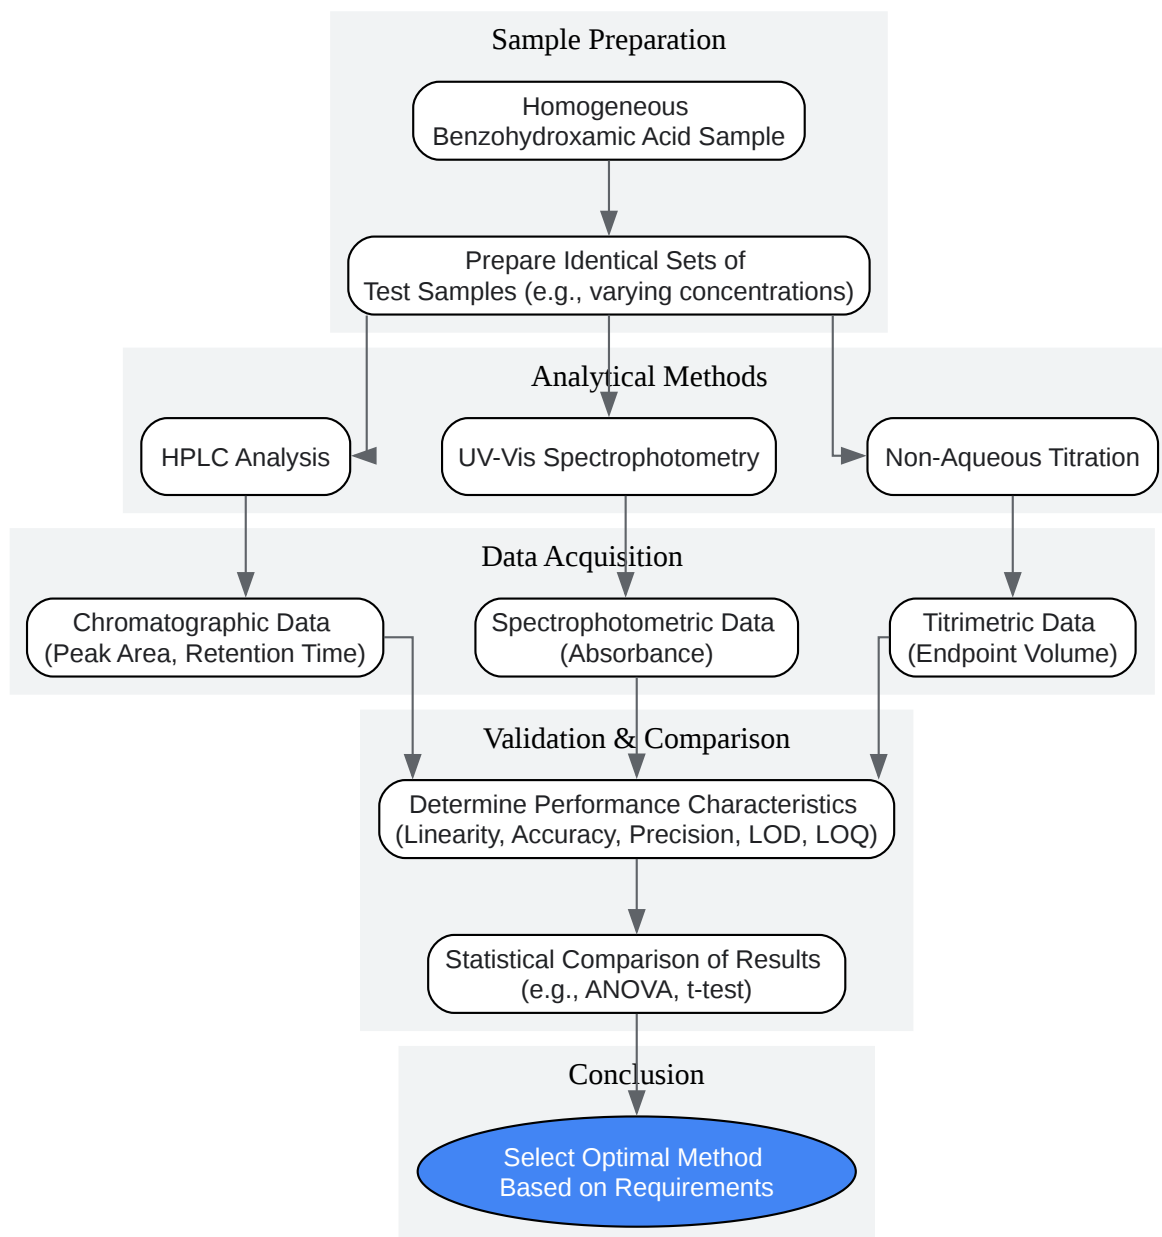 Sample Preparation
Homogeneous
Benzohydroxamic Acid Sample
Prepare Identical Sets of
Test Samples (e.g., varying concentrations)
Analytical Methods
HPLC Analysis
UV-Vis Spectrophotometry
Non-Aqueous Titration
Data Acquisition
Chromatographic Data
(Peak Area, Retention Time)
Spectrophotometric Data
(Absorbance)
Titrimetric Data
(Endpoint Volume)
Validation & Comparison
Determine Performance Characteristics
(Linearity, Accuracy, Precision, LOD, LOQ)
Statistical Comparison of Results
(e.g., ANOVA, t-test)
Conclusion
Select Optimal Method
Based on Requirements